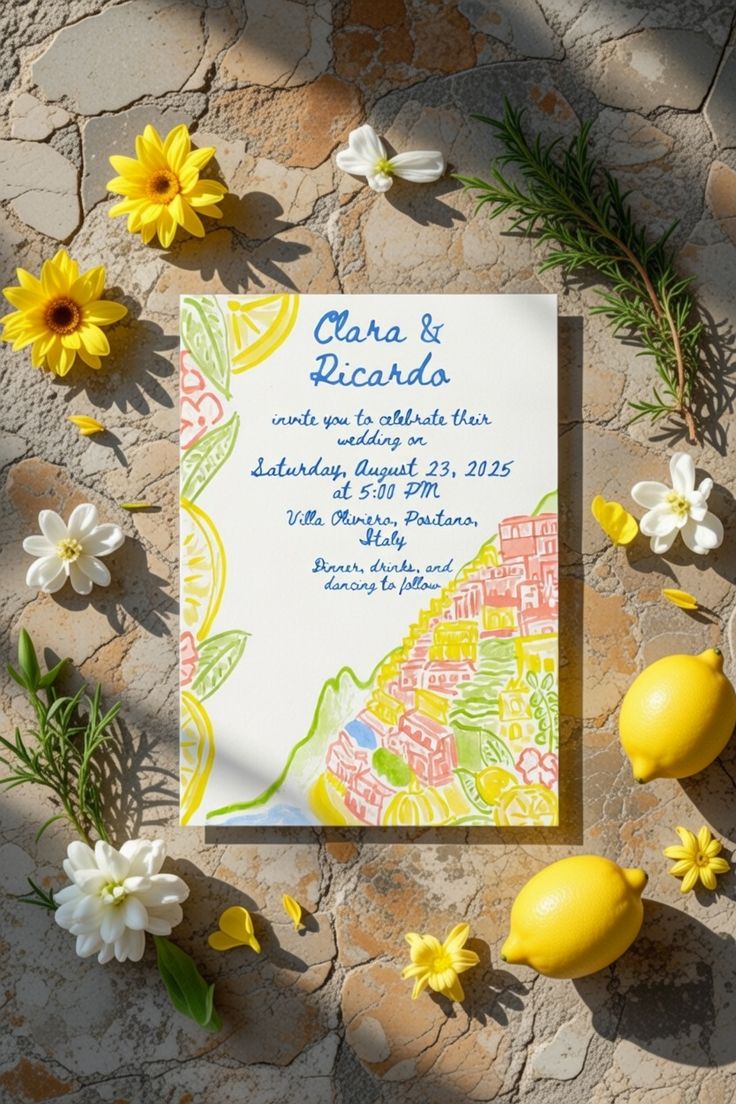 Clara &
Ricardo
invite you to celebrate their
wedding on
Saturday, August 23, 2025
at 5:00 PM
Villa Oliviero, Positano,
Italy
Dinner, drinks, and
dancing to follow